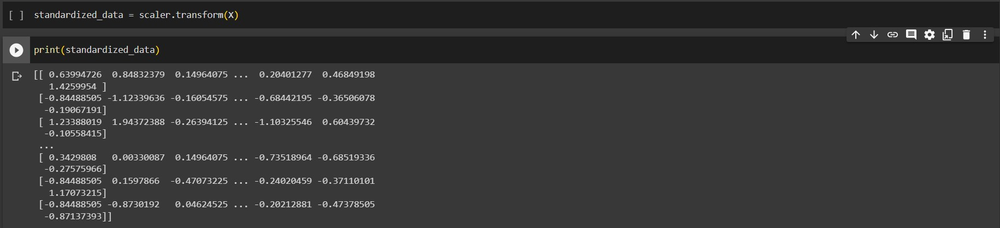 [ ] standardized_data = scaler.transform(X)
print(standardized_data)
[[ 0.63994726  0.84832379  0.14964075 ...  0.20401277  0.46849198
   1.4259954 ]
 [-0.84488505 -1.12339636 -0.16054575 ... -0.68442195 -0.36506078
  -0.19067191]
 [ 1.23388019  1.94372388 -0.26394125 ... -1.10325546  0.60439732
  -0.10558415]
 ...
 [ 0.3429808   0.00330087  0.14964075 ... -0.73518964 -0.68519336
  -0.27575966]
 [-0.84488505  0.1597866  -0.47073225 ... -0.24020459 -0.37110101
   1.17073215]
 [-0.84488505 -0.8730192   0.04624525 ... -0.20212881 -0.47378505
  -0.87137393]]